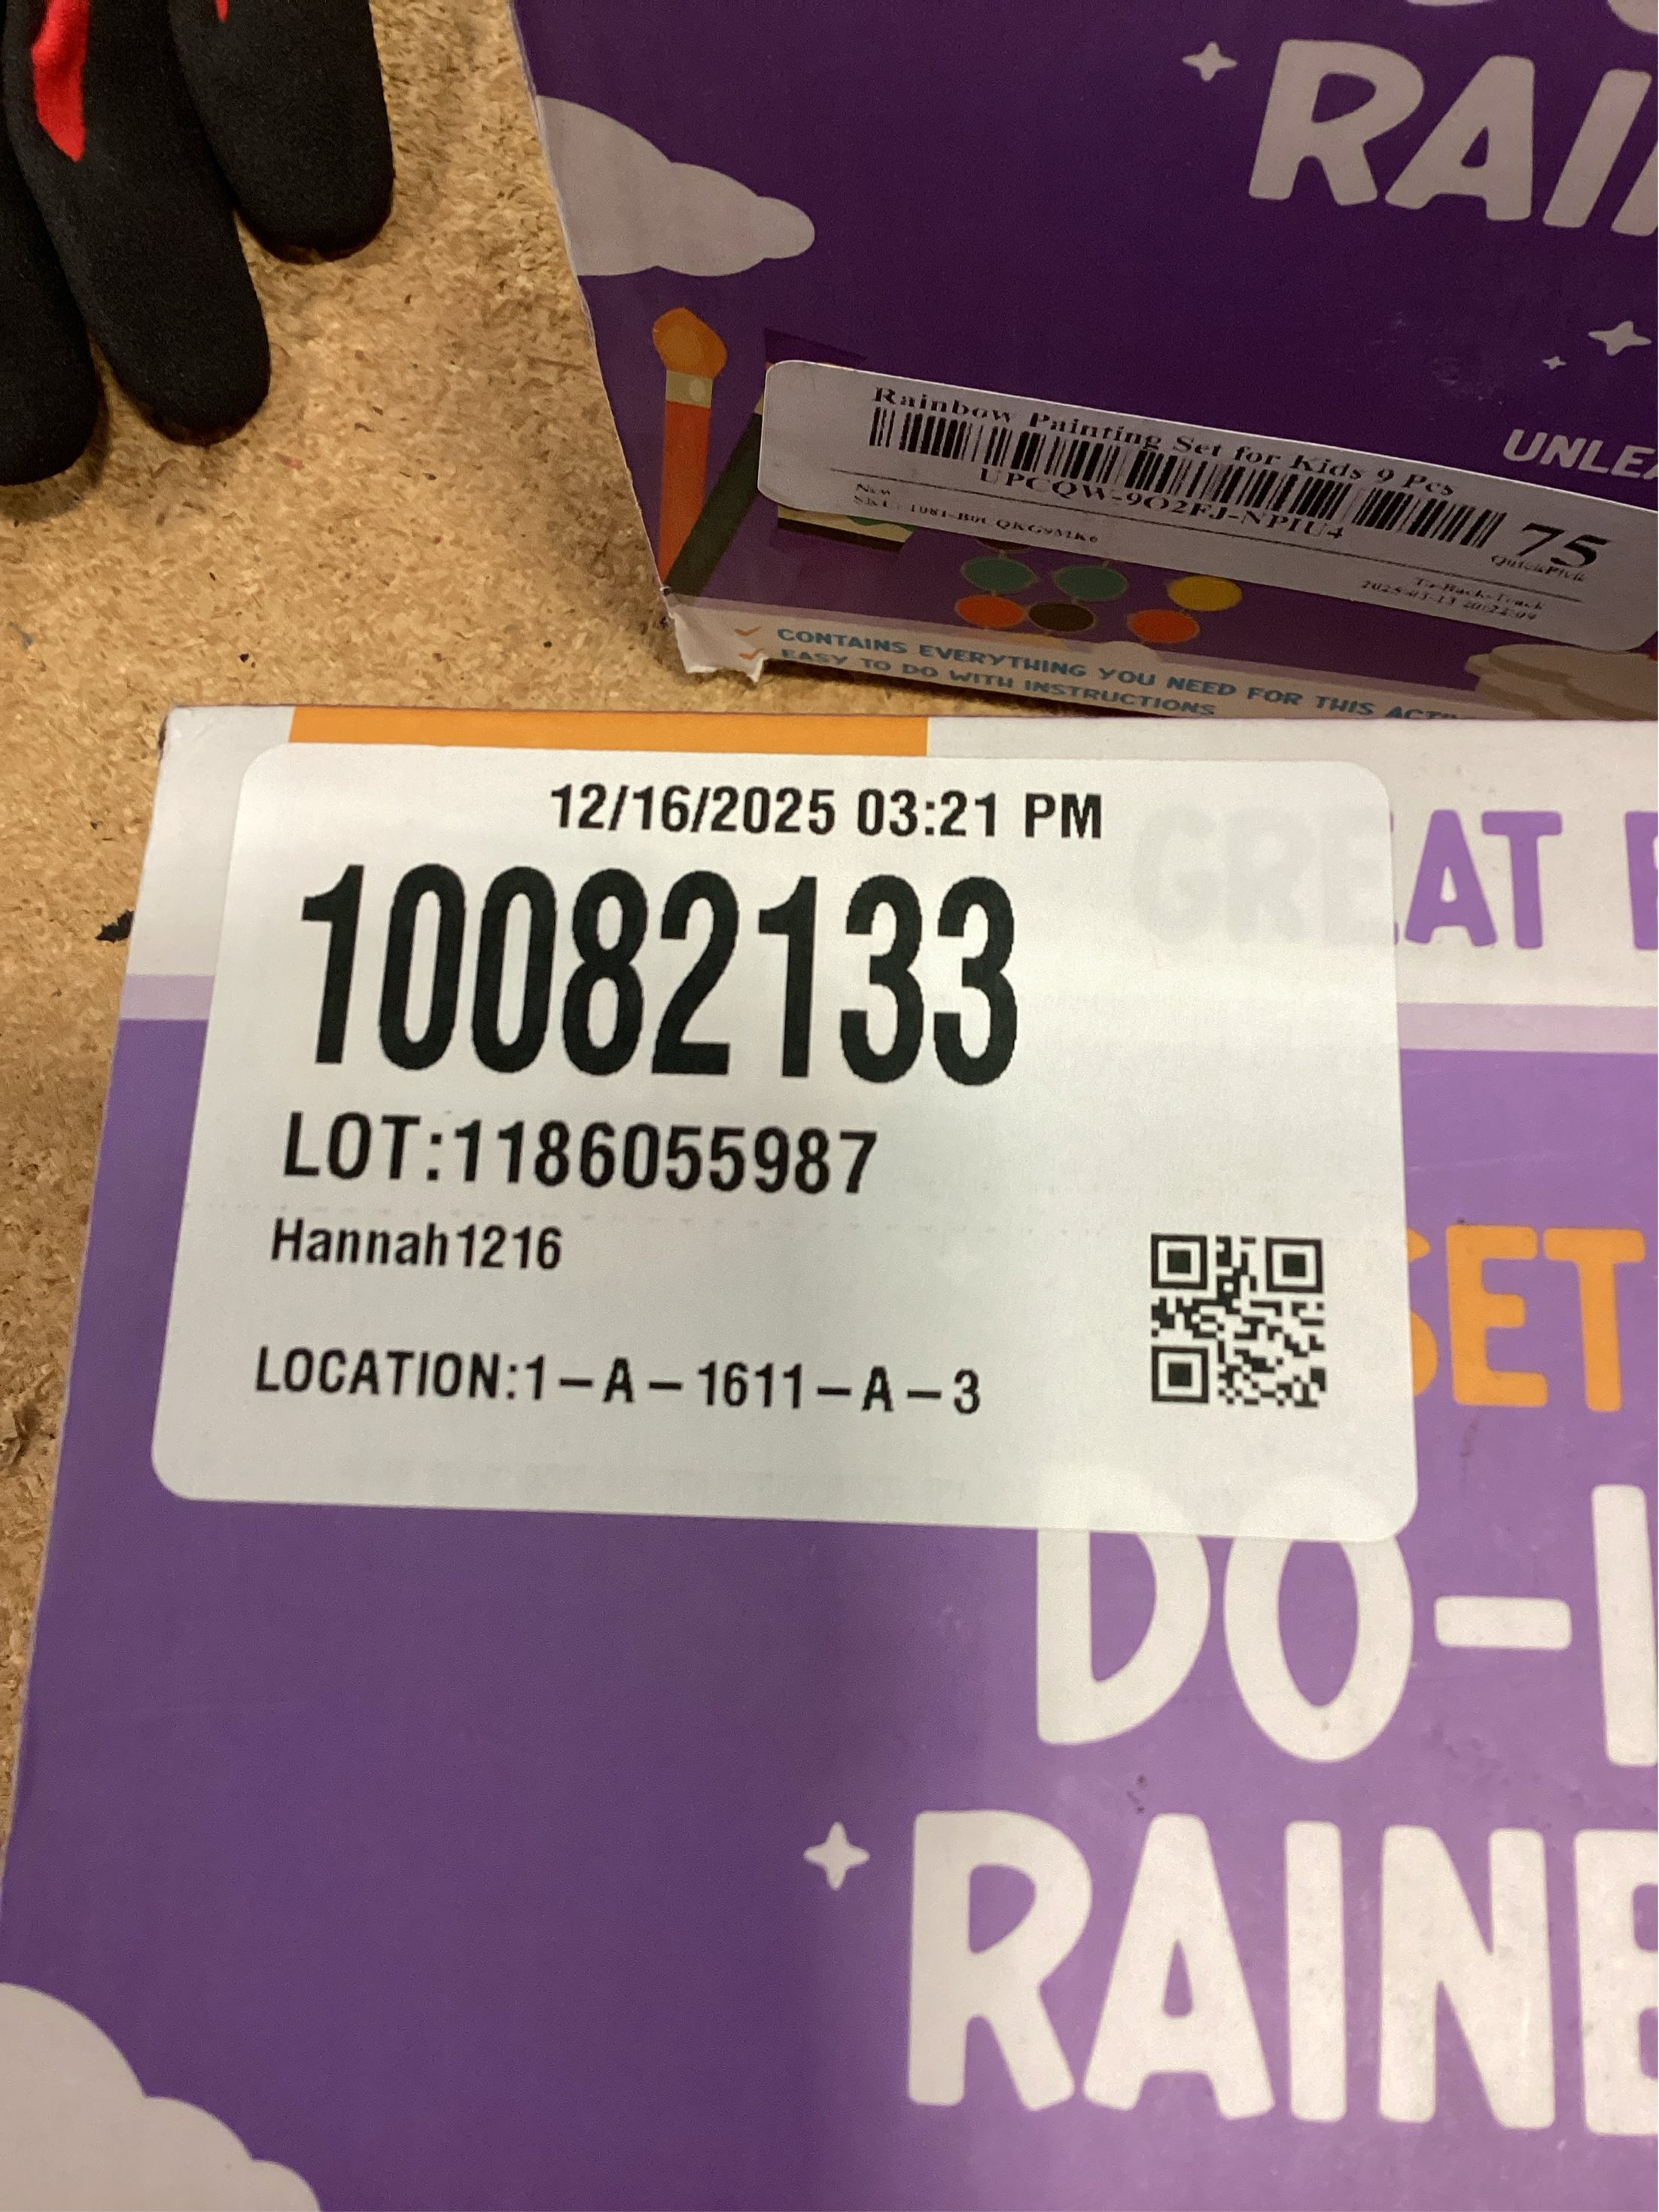 RAI
UNLEA
Rainbow Painting Set for Kids 9 Pcs
UPCQW-9O2FJ-NPIU4
New
75
QuickPick
CONTAINS EVERYTHING YOU NEED FOR THIS
EASY TO DO WITH INSTRUCTIONS
12/16/2025 03:21 PM
GREAT
10082133
LOT:1186055987
Hannah1216
LOCATION:1-A-1611-A-3
SET
DO-I
RAINB